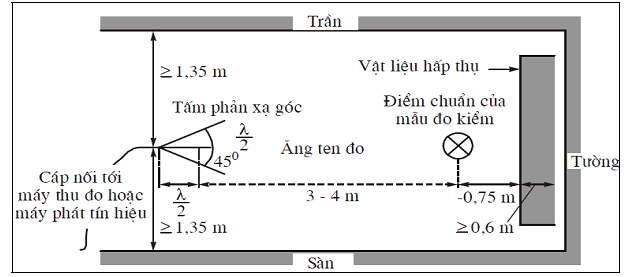 Trần
≥ 1,35 m
Vật liệu hấp thụ
Tấm phản xạ góc
λ/2
45⁰
Ăng ten đo
Điểm chuẩn của
mẫu đo kiểm
Tường
Cáp nối tới
máy thu đo hoặc
máy phát tín hiệu
λ/2
3 - 4 m
-0,75 m
≥ 1,35 m
≥ 0,6 m
Sàn